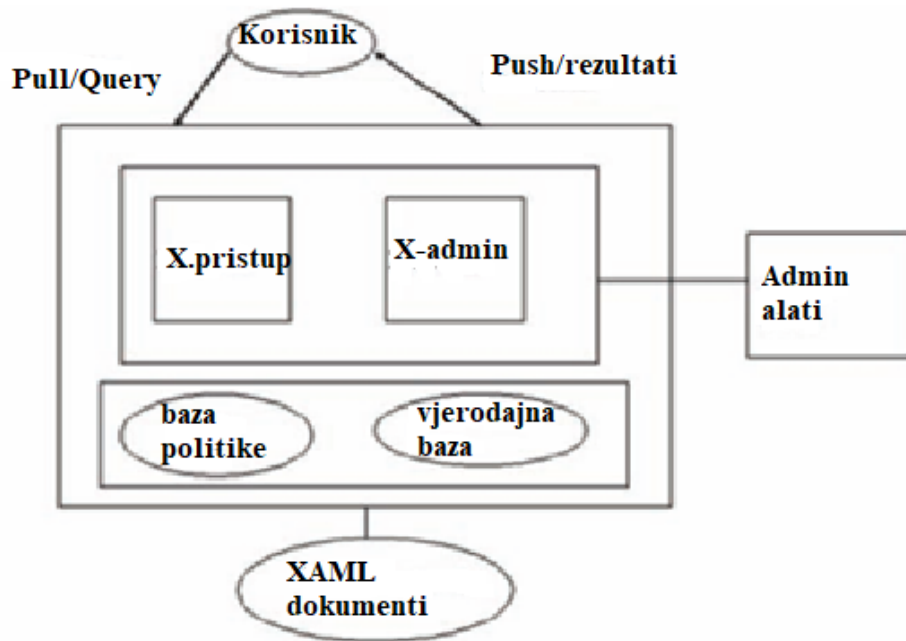 Korisnik
Pull/Query
Push/rezultati
X.pristup
X-admin
Admin
alati
baza
politike
vjerodajna
baza
XAML
dokumenti